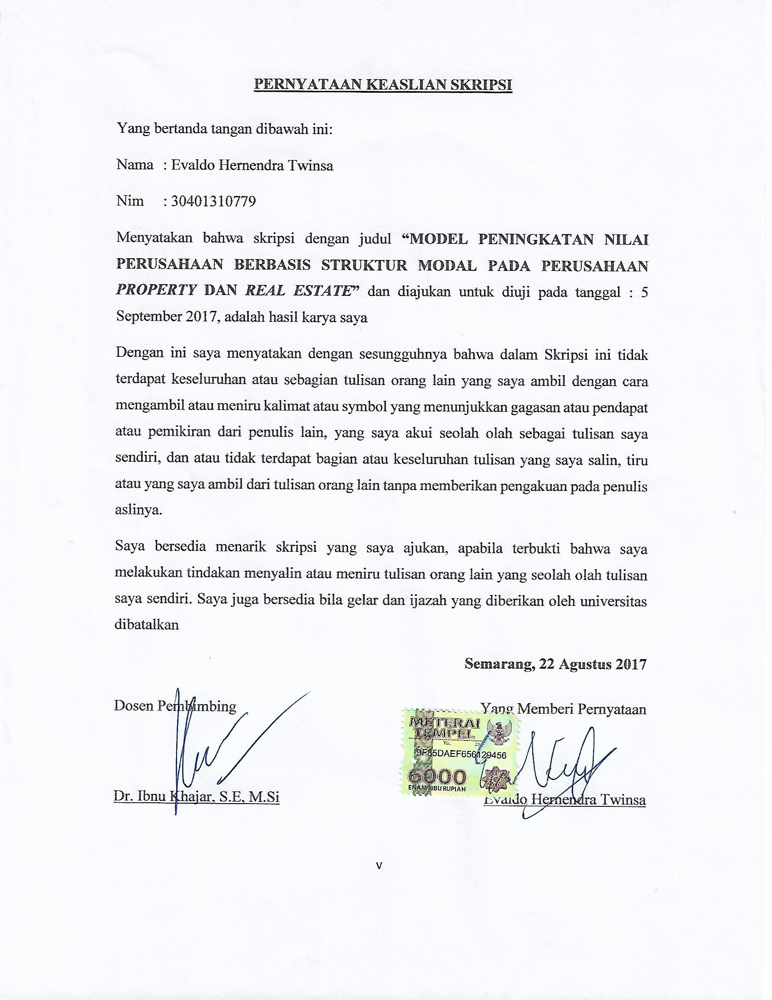 PERNYATAAN KEASLIAN SKRIPSI
Yang bertanda tangan dibawah ini:
Nama : Evaldo Hernendra Twinsa
Nim : 30401310779
Menyatakan bahwa skripsi dengan judul “MODEL PENINGKATAN NILAI
PERUSAHAAN BERBASIS STRUKTUR MODAL PADA PERUSAHAAN
PROPERTY DAN REAL ESTATE” dan diajukan untuk diuji pada tanggal : 5
September 2017, adalah hasil karya saya
Dengan ini saya menyatakan dengan sesungguhnya bahwa dalam Skripsi ini tidak
terdapat keseluruhan atau sebagian tulisan orang lain yang saya ambil dengan cara
mengambil atau meniru kalimat atau symbol yang menunjukkan gagasan atau pendapat
atau pemikiran dari penulis lain, yang saya akui seolah olah sebagai tulisan saya
sendiri, dan atau tidak terdapat bagian atau keseluruhan tulisan yang saya salin, tiru
atau yang saya ambil dari tulisan orang lain tanpa memberikan pengakuan pada penulis
aslinya.
Saya bersedia menarik skripsi yang saya ajukan, apabila terbukti bahwa saya
melakukan tindakan menyalin atau meniru tulisan orang lain yang seolah olah tulisan
saya sendiri. Saya juga bersedia bila gelar dan ijazah yang diberikan oleh universitas
dibatalkan
Semarang, 22 Agustus 2017
Dosen Pembimbing
Yang Memberi Pernyataan
METERAI
TEMPEL
TGL. 20
9F85DAEF656129456
6000
ENAM RIBU RUPIAH
Dr. Ibnu Khajar, S.E, M.Si
Evaldo Hernendra Twinsa
v